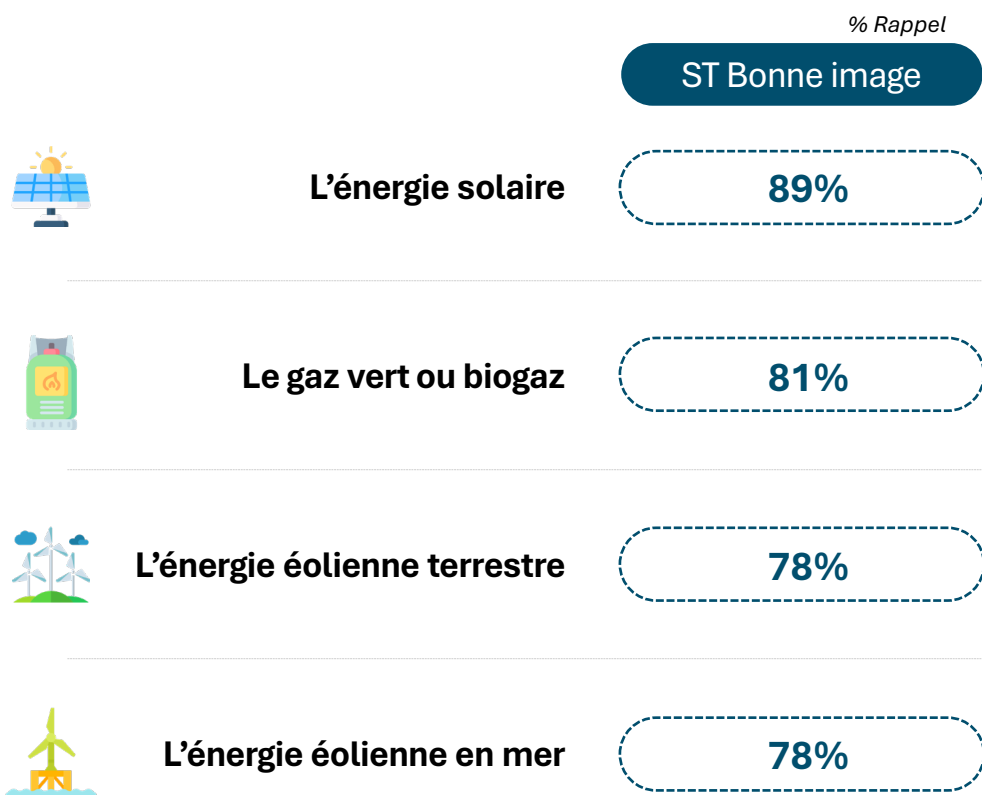 % Rappel
ST Bonne image
L’énergie solaire
89%
Le gaz vert ou biogaz
81%
L’énergie éolienne terrestre
78%
L’énergie éolienne en mer
78%